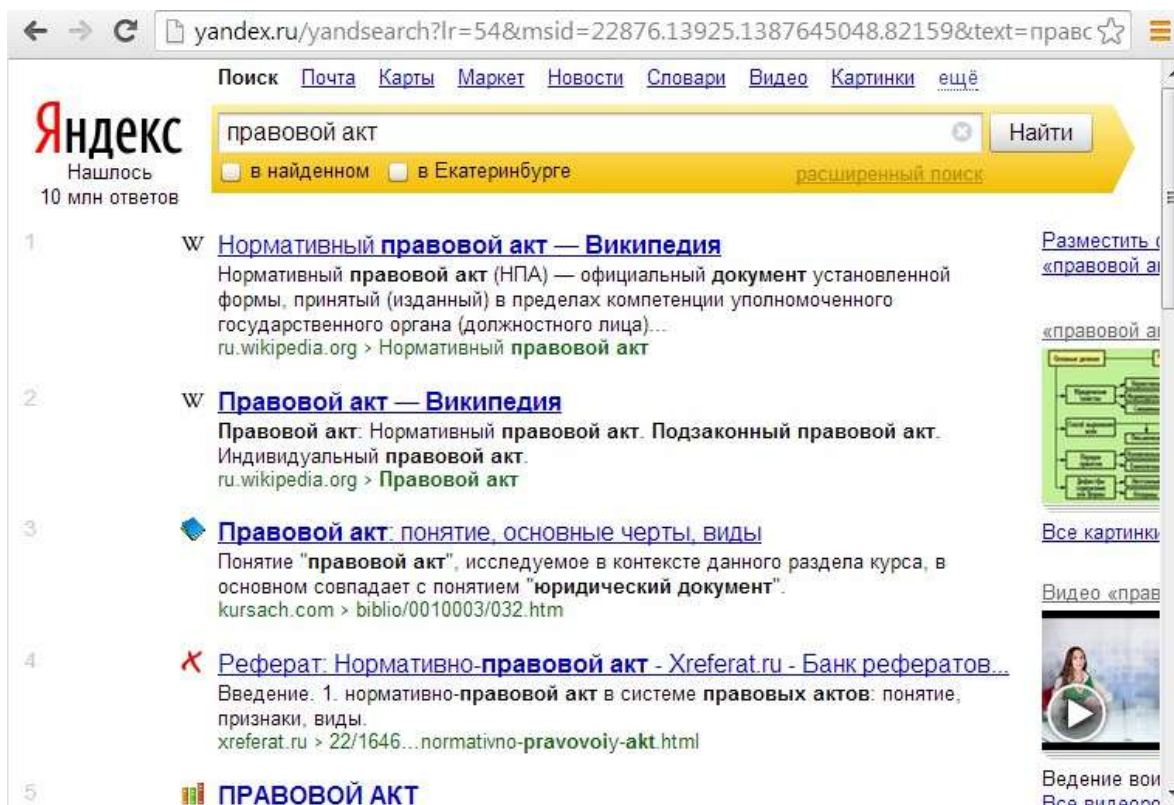 yandex.ru/yandsearch?lr=54&msid=22876.13925.1387645048.82159&text=правс
Поиск Почта Карты Маркет Новости Словари Видео Картинки ещё
Яндекс
Нашлось
10 млн ответов
правовой акт
Найти
в найденном в Екатеринбурге расширенный поиск
1
W Нормативный правовой акт — Википедия
Нормативный правовой акт (НПА) — официальный документ установленной
формы, принятый (изданный) в пределах компетенции уполномоченного
государственного органа (должностного лица)...
ru.wikipedia.org > Нормативный правовой акт
2
W Правовой акт — Википедия
Правовой акт: Нормативный правовой акт. Подзаконный правовой акт.
Индивидуальный правовой акт.
ru.wikipedia.org > Правовой акт
3
Правовой акт: понятие, основные черты, виды
Понятие "правовой акт", исследуемое в контексте данного раздела курса, в
основном совпадает с понятием "юридический документ".
kursach.com > biblio/0010003/032.htm
4
Реферат: Нормативно-правовой акт - Xreferat.ru - Банк рефератов...
Введение. 1. нормативно-правовой акт в системе правовых актов: понятие,
признаки, виды.
xreferat.ru > 22/1646...normativno-pravovoiy-akt.html
5
ПРАВОВОЙ АКТ
Разместить
«правовой а
«правовой а
Все картинки
Видео «прав
Ведение вои